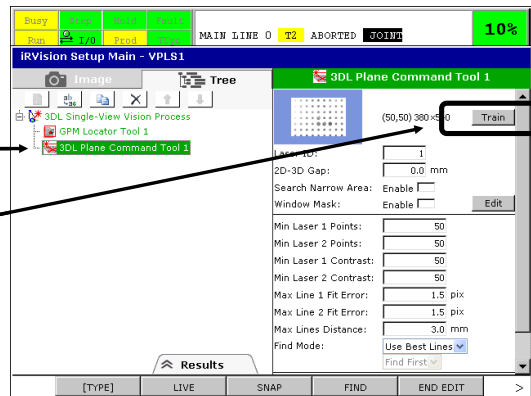 Busy Step Hold Fault
Run I/O Prod TCyc
MAIN LINE 0 T2 ABORTED JOINT
10%
iRVision Setup Main - VPLS1
Image
Tree
3DL Plane Command Tool 1
3DL Single-View Vision Process
GPM Locator Tool 1
3DL Plane Command Tool 1
Train
Laser ID: 1
2D-3D Gap: 0.0 mm
Search Narrow Area: Enable
Window Mask: Enable Edit
Min Laser 1 Points: 50
Min Laser 2 Points: 50
Min Laser 1 Contrast: 50
Min Laser 2 Contrast: 50
Max Line 1 Fit Error: 1.5 pix
Max Line 2 Fit Error: 1.5 pix
Max Lines Distance: 3.0 mm
Find Mode: Use Best Lines
Find First
Results
[TYPE] LIVE SNAP FIND END EDIT >